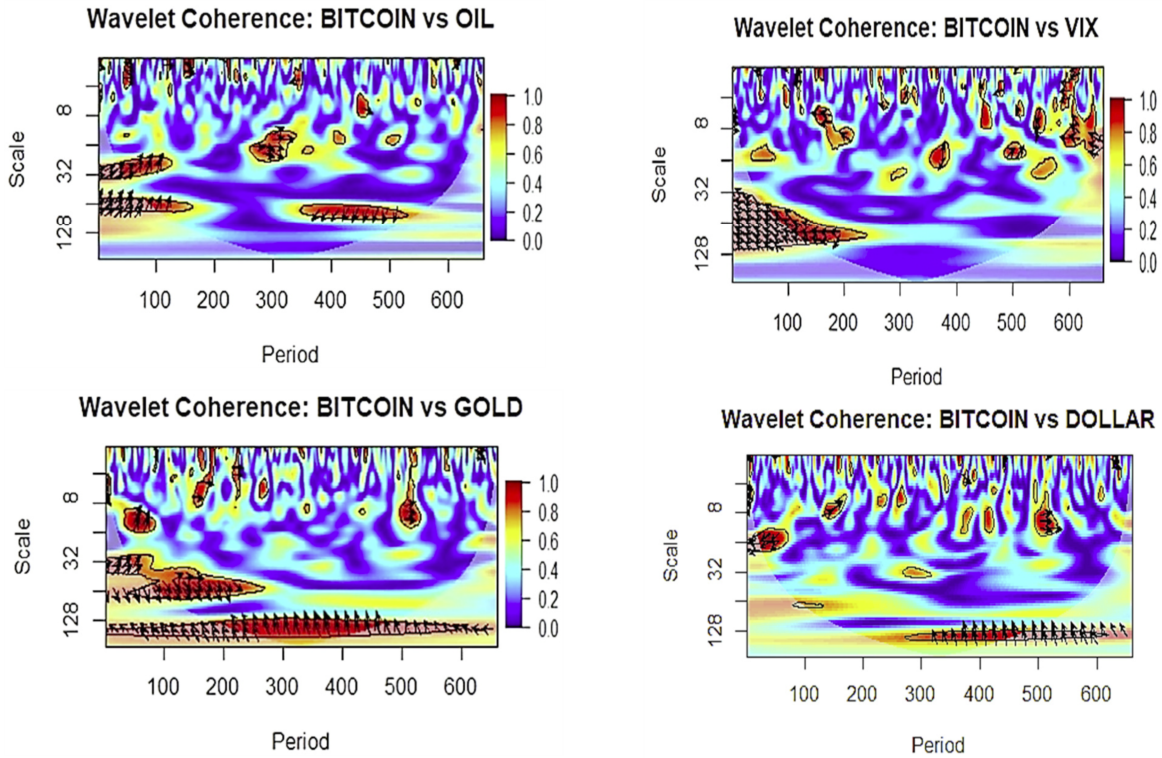 Wavelet Coherence: BITCOIN vs OIL
Scale
8
32
128
1.0
0.8
0.6
0.4
0.2
0.0
100 200 300 400 500 600
Period
Wavelet Coherence: BITCOIN vs VIX
Scale
8
32
128
1.0
0.8
0.6
0.4
0.2
0.0
100 200 300 400 500 600
Period
Wavelet Coherence: BITCOIN vs GOLD
Scale
8
32
128
1.0
0.8
0.6
0.4
0.2
0.0
100 200 300 400 500 600
Period
Wavelet Coherence: BITCOIN vs DOLLAR
Scale
8
32
128
100 200 300 400 500 600
Period